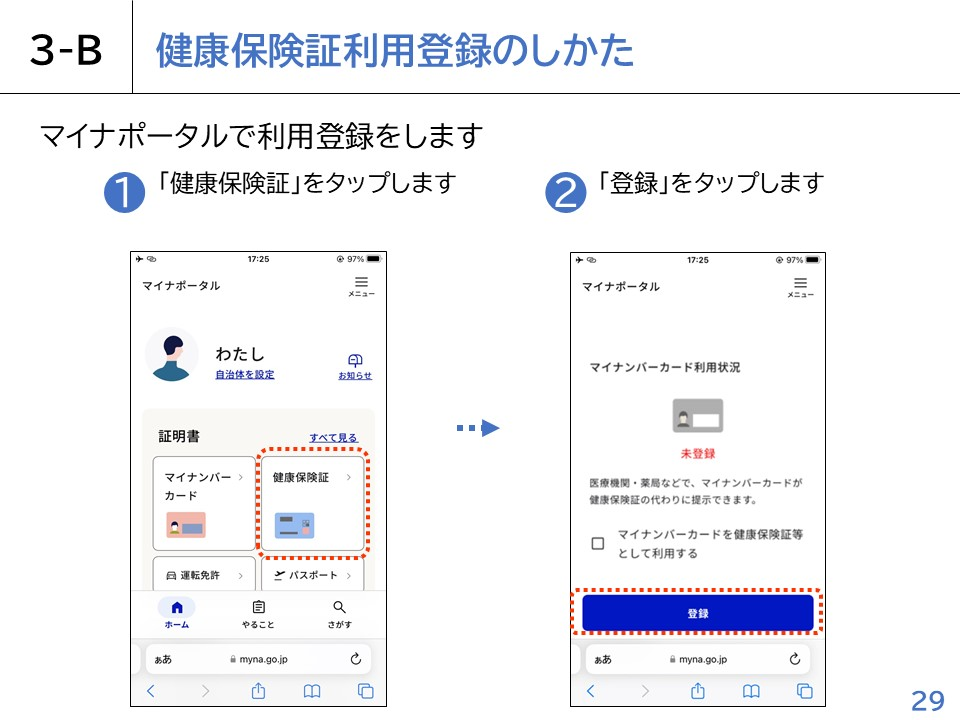 3-B
健康保険証利用登録のしかた
マイナポータルで利用登録をします
1 「健康保険証」をタップします
17:25
97%
マイナポータル
メニュー
わたし
自治体を設定
お知らせ
証明書
すべて見る
マイナンバー
カード
健康保険証
運転免許
パスポート
ホーム
やること
さがす
ぁあ
myna.go.jp
2 「登録」をタップします
17:25
97%
マイナポータル
メニュー
マイナンバーカード利用状況
未登録
医療機関・薬局などで、マイナンバーカードが
健康保険証の代わりに提示できます。
マイナンバーカードを健康保険証等
として利用する
登録
ぁあ
myna.go.jp
29